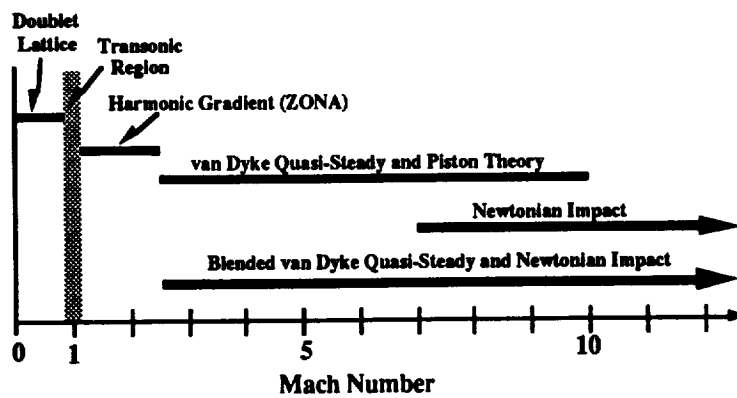 Doublet
Lattice
Transonic
Region
Harmonic Gradient (ZONA)
van Dyke Quasi-Steady and Piston Theory
Newtonian Impact
Blended van Dyke Quasi-Steady and Newtonian Impact
0 1 5 10
Mach Number